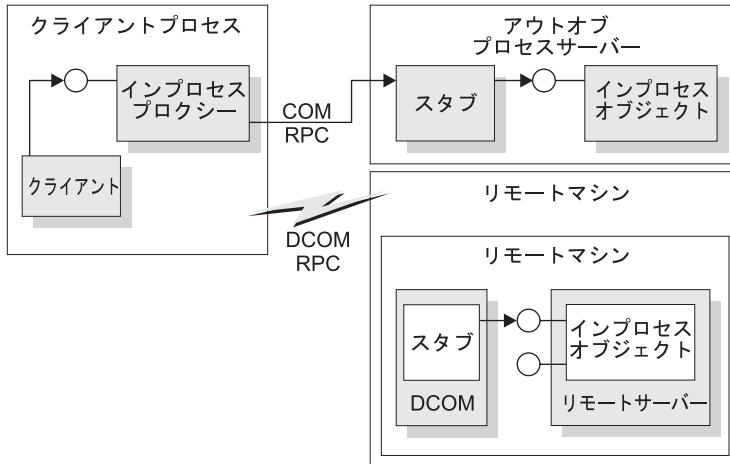 クライアントプロセス
インプロセス
プロクシー
クライアント
COM
RPC
アウトオブ
プロセスサーバー
スタブ
インプロセス
オブジェクト
DCOM
RPC
リモートマシン
リモートマシン
スタブ
DCOM
インプロセス
オブジェクト
リモートサーバー